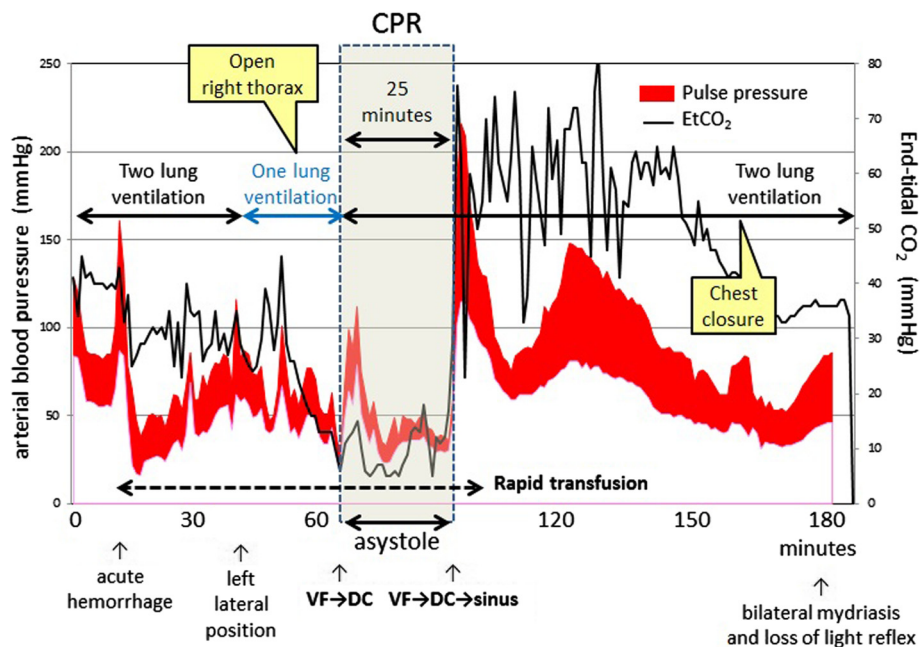 CPR
Open
right thorax
25
minutes
Pulse pressure
EtCO₂
Two lung
ventilation
One lung
ventilation
Two lung
ventilation
Chest
closure
Rapid transfusion
arterial blood puressure (mmHg)
250
200
150
100
50
0
End-tidal CO₂ (mmHg)
80
70
60
50
40
30
20
10
0
0 30 60 120 150 180
minutes
asystole
acute
hemorrhage
left
lateral
position
VF→DC
VF→DC→sinus
bilateral mydriasis
and loss of light reflex